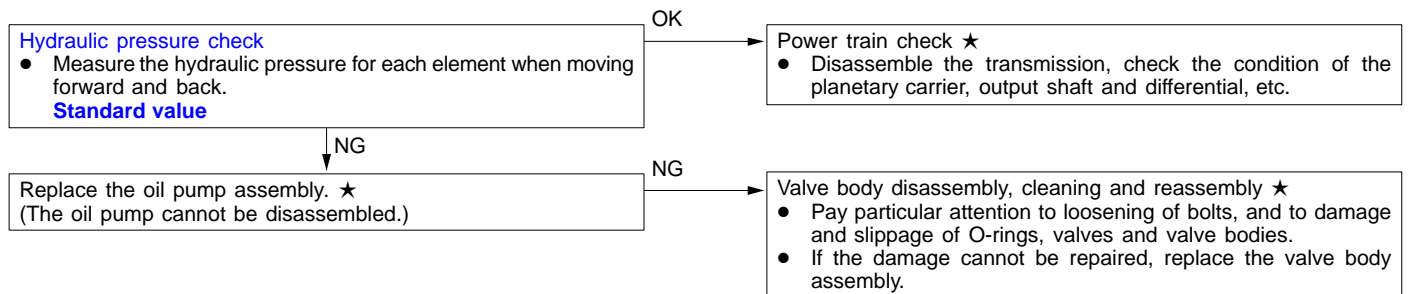 Hydraulic pressure check
● Measure the hydraulic pressure for each element when moving
forward and back.
Standard value
OK
Power train check ★
● Disassemble the transmission, check the condition of the
planetary carrier, output shaft and differential, etc.
NG
Replace the oil pump assembly. ★
(The oil pump cannot be disassembled.)
NG
Valve body disassembly, cleaning and reassembly ★
● Pay particular attention to loosening of bolts, and to damage
and slippage of O-rings, valves and valve bodies.
● If the damage cannot be repaired, replace the valve body
assembly.